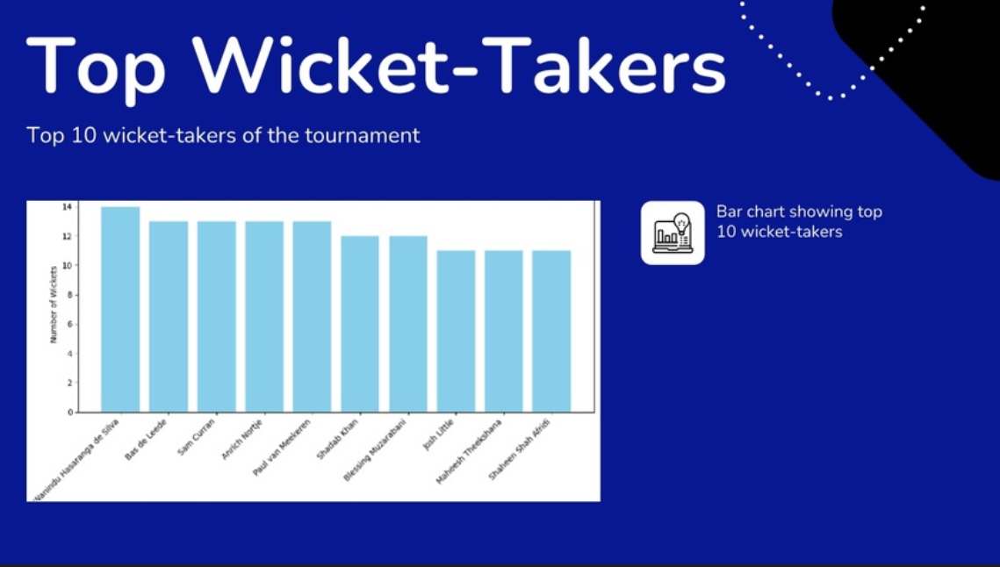 Top Wicket-Takers
Top 10 wicket-takers of the tournament
Bar chart showing top
10 wicket-takers
Number of Wickets
14
12
10
8
6
4
2
0
Wanindu Hasaranga de Silva
Bas de Leede
Sam Curran
Anrich Nortje
Paul van Meekeren
Shadab Khan
Blessing Muzarabani
Josh Little
Maheesh Theekshana
Shaheen Shah Afridi